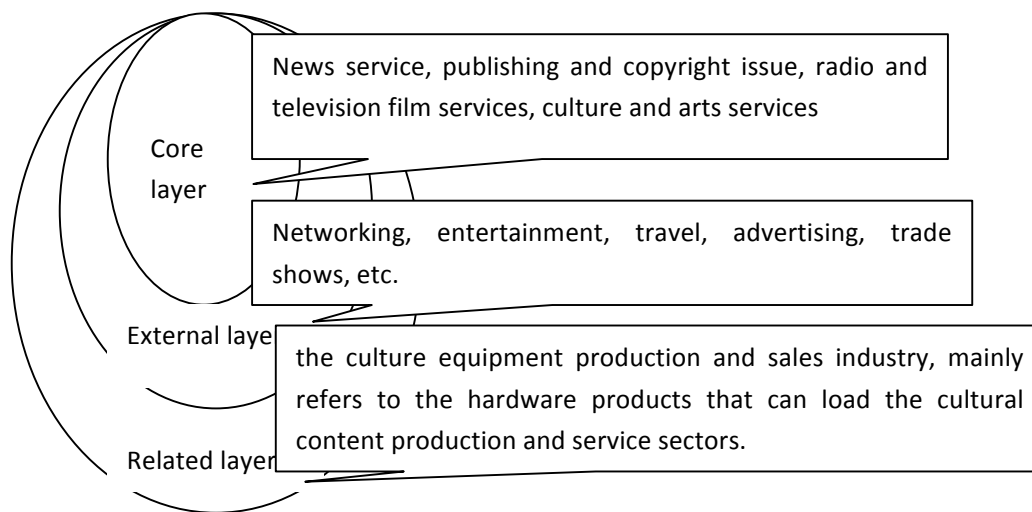 News service, publishing and copyright issue, radio and
television film services, culture and arts services
Core
layer
Networking, entertainment, travel, advertising, trade
shows, etc.
External layer
the culture equipment production and sales industry, mainly
refers to the hardware products that can load the cultural
content production and service sectors.
Related layer